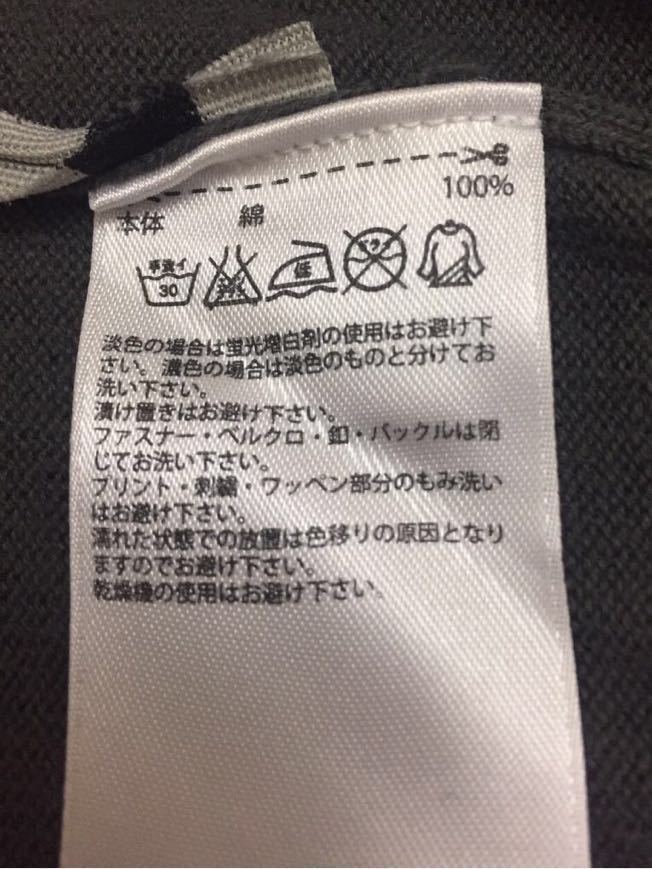 100%
本体 綿
手洗イ
30
低
淡色の場合は蛍光増白剤の使用はお避け下
さい。濃色の場合は淡色のものと分けてお
洗い下さい。
漬け置きはお避け下さい。
ファスナー・ベルクロ・釦・バックルは閉
じてお洗い下さい。
プリント・刺繍・ワッペン部分のもみ洗い
はお避け下さい。
濡れた状態での放置は色移りの原因となり
ますのでお避け下さい。
乾燥機の使用はお避け下さい。